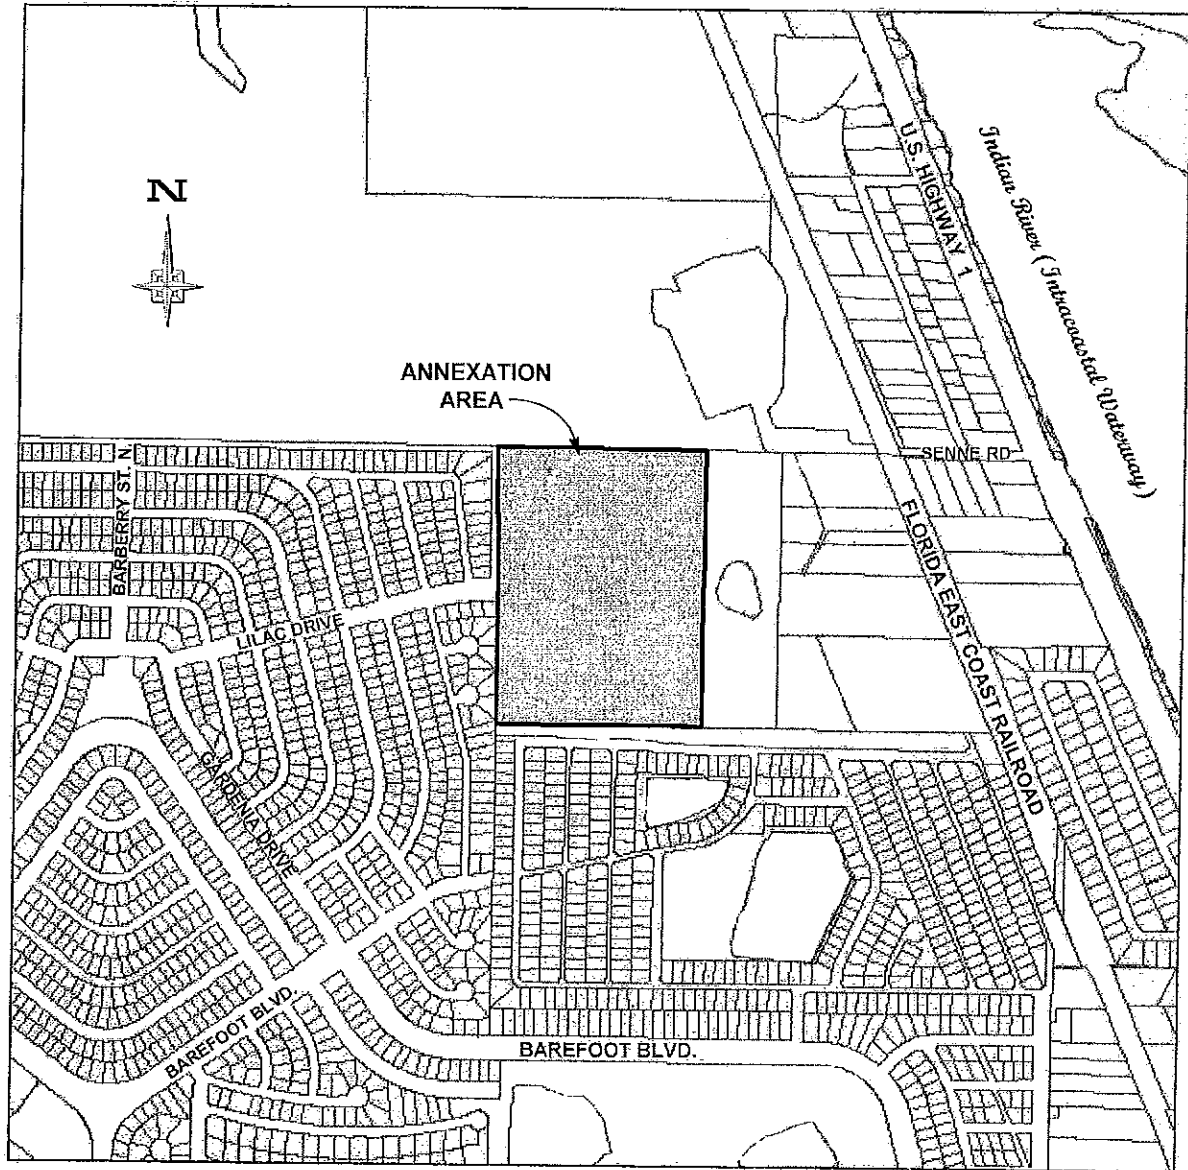 N
Indian River (Intracoastal Waterway)
U.S. HIGHWAY 1
ANNEXATION
AREA
SENNE RD
BARBERRY ST. N.
FLORIDA EAST COAST RAILROAD
LILAC DRIVE
GARDENIA DRIVE
BAREFOOT BLVD.
BAREFOOT BLVD.